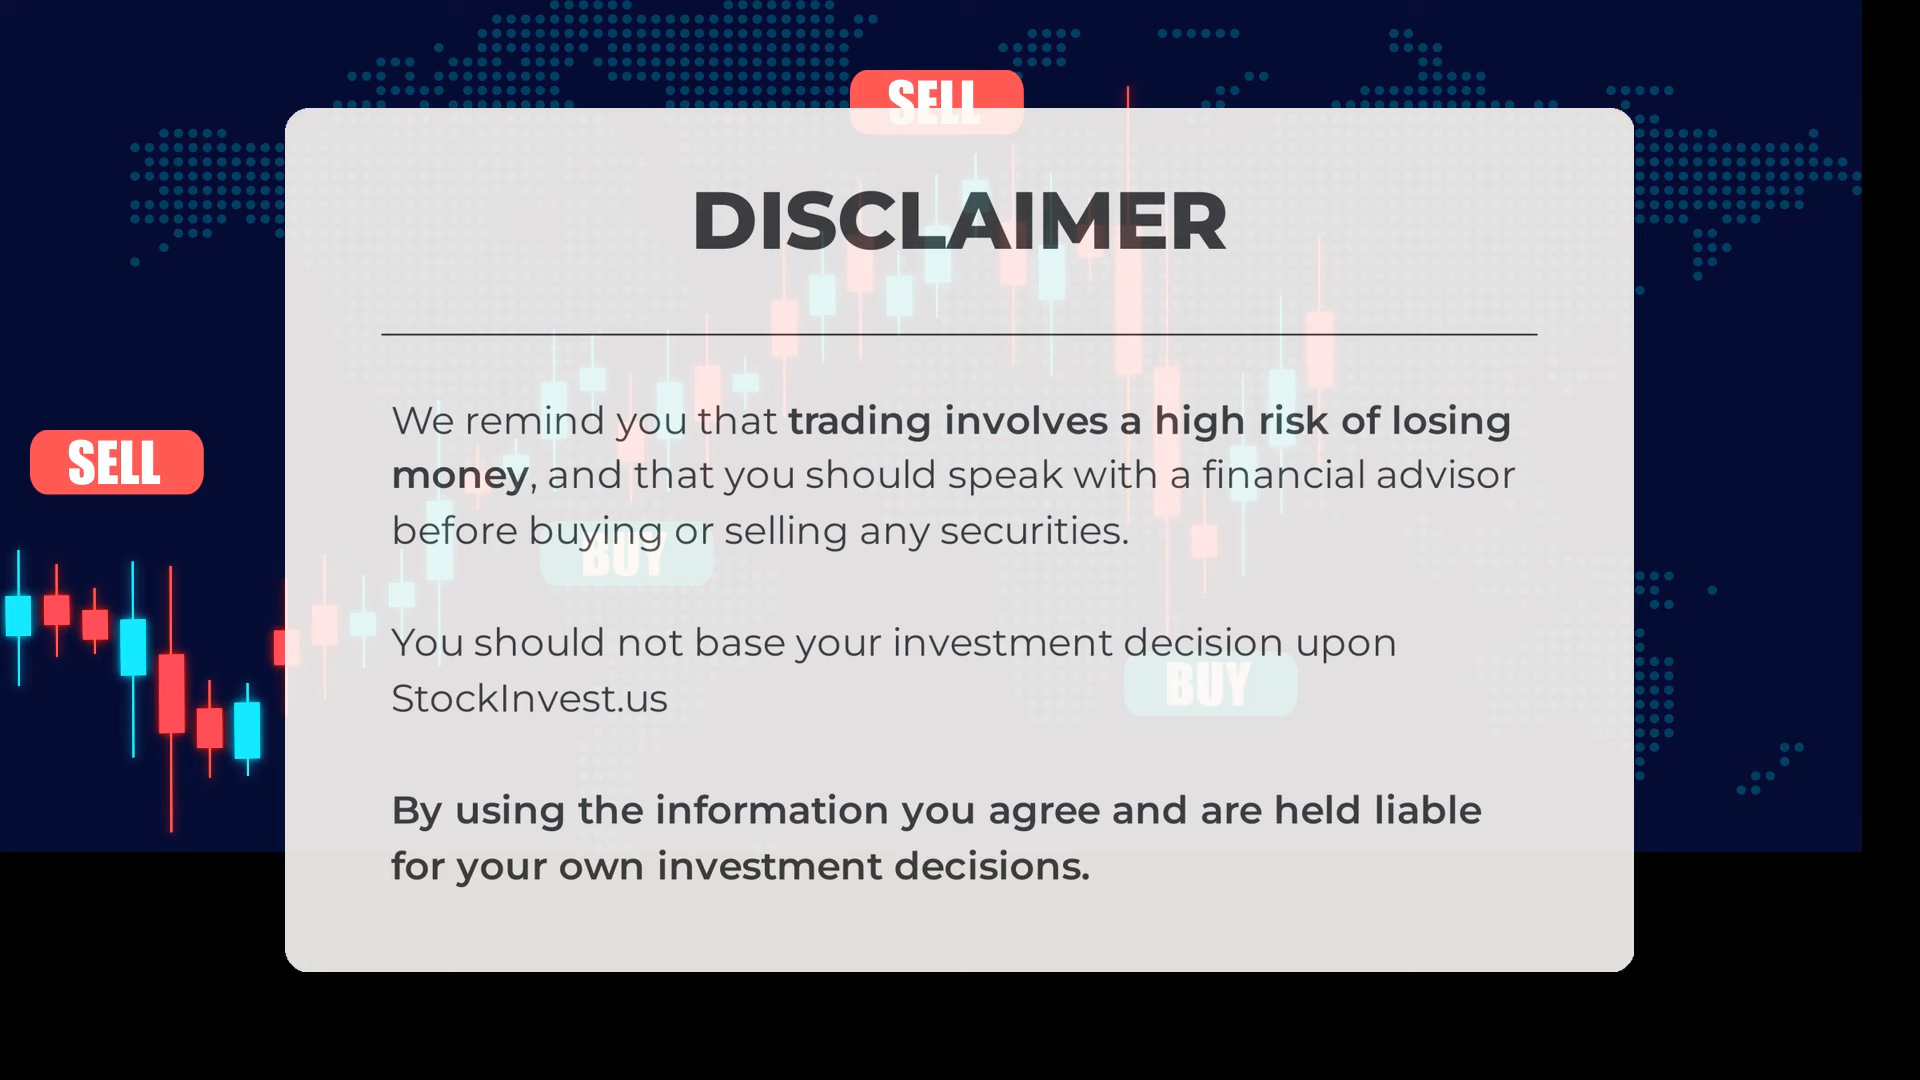 SELL
DISCLAIMER
We remind you that trading involves a high risk of losing
money, and that you should speak with a financial advisor
before buying or selling any securities.
SELL
BUY
You should not base your investment decision upon
StockInvest.us
BUY
By using the information you agree and are held liable
for your own investment decisions.